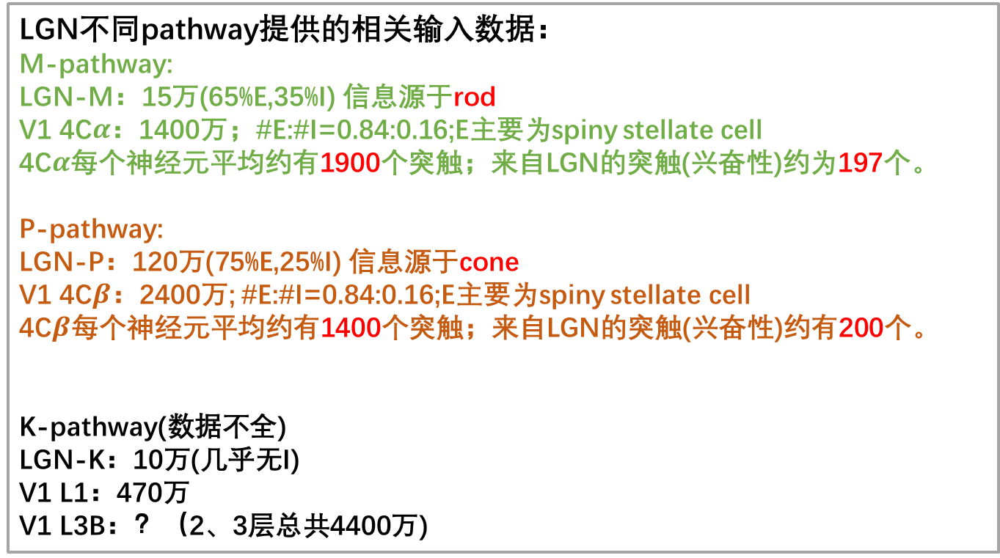 LGN不同pathway提供的相关输入数据：
M-pathway:
LGN-M：15万(65%E,35%I) 信息源于rod
V1 4C𝜶：1400万；#E:#I=0.84:0.16;E主要为spiny stellate cell
4C𝜶每个神经元平均约有1900个突触；来自LGN的突触(兴奋性)约为197个。
P-pathway:
LGN-P：120万(75%E,25%I) 信息源于cone
V1 4C𝜷：2400万; #E:#I=0.84:0.16;E主要为spiny stellate cell
4C𝜷每个神经元平均约有1400个突触；来自LGN的突触(兴奋性)约有200个。
K-pathway(数据不全)
LGN-K：10万(几乎无I)
V1 L1：470万
V1 L3B：？（2、3层总共4400万)